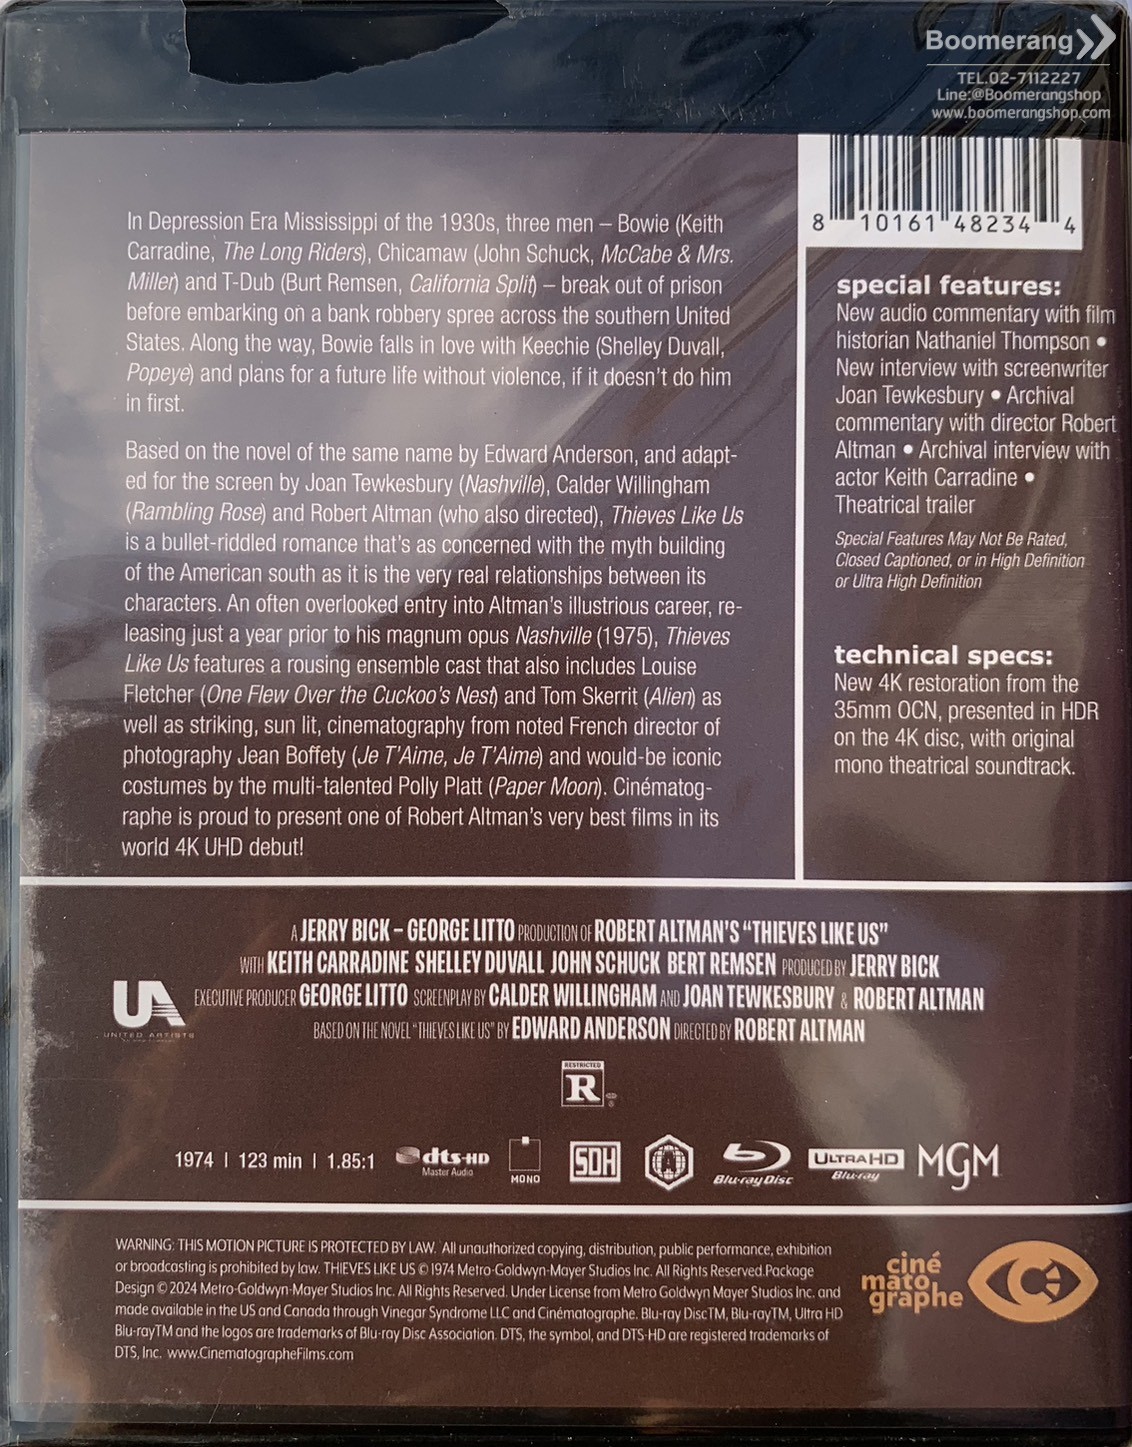 Boomerang
TEL.02-7112227
Line:@Boomerangshop
www.boomerangshop.com
8 10161 48234 4
In Depression Era Mississippi of the 1930s, three men – Bowie (Keith
Carradine, The Long Riders), Chicamaw (John Schuck, McCabe & Mrs.
Miller) and T-Dub (Burt Remsen, California Split) – break out of prison
before embarking on a bank robbery spree across the southern United
States. Along the way, Bowie falls in love with Keechie (Shelley Duvall,
Popeye) and plans for a future life without violence, if it doesn't do him
in first.
Based on the novel of the same name by Edward Anderson, and adapt-
ed for the screen by Joan Tewkesbury (Nashville), Calder Willingham
(Rambling Rose) and Robert Altman (who also directed), Thieves Like Us
is a bullet-riddled romance that's as concerned with the myth building
of the American south as it is the very real relationships between its
characters. An often overlooked entry into Altman's illustrious career, re-
leasing just a year prior to his magnum opus Nashville (1975), Thieves
Like Us features a rousing ensemble cast that also includes Louise
Fletcher (One Flew Over the Cuckoo's Nest) and Tom Skerrit (Alien) as
well as striking, sun lit, cinematography from noted French director of
photography Jean Boffety (Je T'Aime, Je T'Aime) and would-be iconic
costumes by the multi-talented Polly Platt (Paper Moon). Cinématog-
raphe is proud to present one of Robert Altman's very best films in its
world 4K UHD debut!
special features:
New audio commentary with film
historian Nathaniel Thompson •
New interview with screenwriter
Joan Tewkesbury • Archival
commentary with director Robert
Altman • Archival interview with
actor Keith Carradine •
Theatrical trailer
Special Features May Not Be Rated,
Closed Captioned, or in High Definition
or Ultra High Definition
technical specs:
New 4K restoration from the
35mm OCN, presented in HDR
on the 4K disc, with original
mono theatrical soundtrack.
A JERRY BICK – GEORGE LITTO PRODUCTION OF ROBERT ALTMAN'S "THIEVES LIKE US"
WITH KEITH CARRADINE SHELLEY DUVALL JOHN SCHUCK BERT REMSEN PRODUCED BY JERRY BICK
EXECUTIVE PRODUCER GEORGE LITTO SCREENPLAY BY CALDER WILLINGHAM AND JOAN TEWKESBURY & ROBERT ALTMAN
BASED ON THE NOVEL "THIEVES LIKE US" BY EDWARD ANDERSON DIRECTED BY ROBERT ALTMAN
UA
UNITED ARTISTS
RESTRICTED
R
1974 | 123 min | 1.85:1
dts-HD
Master Audio
MONO
SDH
A
Blu-ray Disc
ULTRA HD
Blu-ray
MGM
WARNING: THIS MOTION PICTURE IS PROTECTED BY LAW. All unauthorized copying, distribution, public performance, exhibition
or broadcasting is prohibited by law. THIEVES LIKE US © 1974 Metro-Goldwyn-Mayer Studios Inc. All Rights Reserved.Package
Design © 2024 Metro-Goldwyn-Mayer Studios Inc. All Rights Reserved. Under License from Metro Goldwyn Mayer Studios Inc. and
made available in the US and Canada through Vinegar Syndrome LLC and Cinématographe. Blu-ray DiscTM, Blu-rayTM, Ultra HD
Blu-rayTM and the logos are trademarks of Blu-ray Disc Association. DTS, the symbol, and DTS-HD are registered trademarks of
DTS, Inc. www.CinematographeFilms.com
ciné
mato
graphe